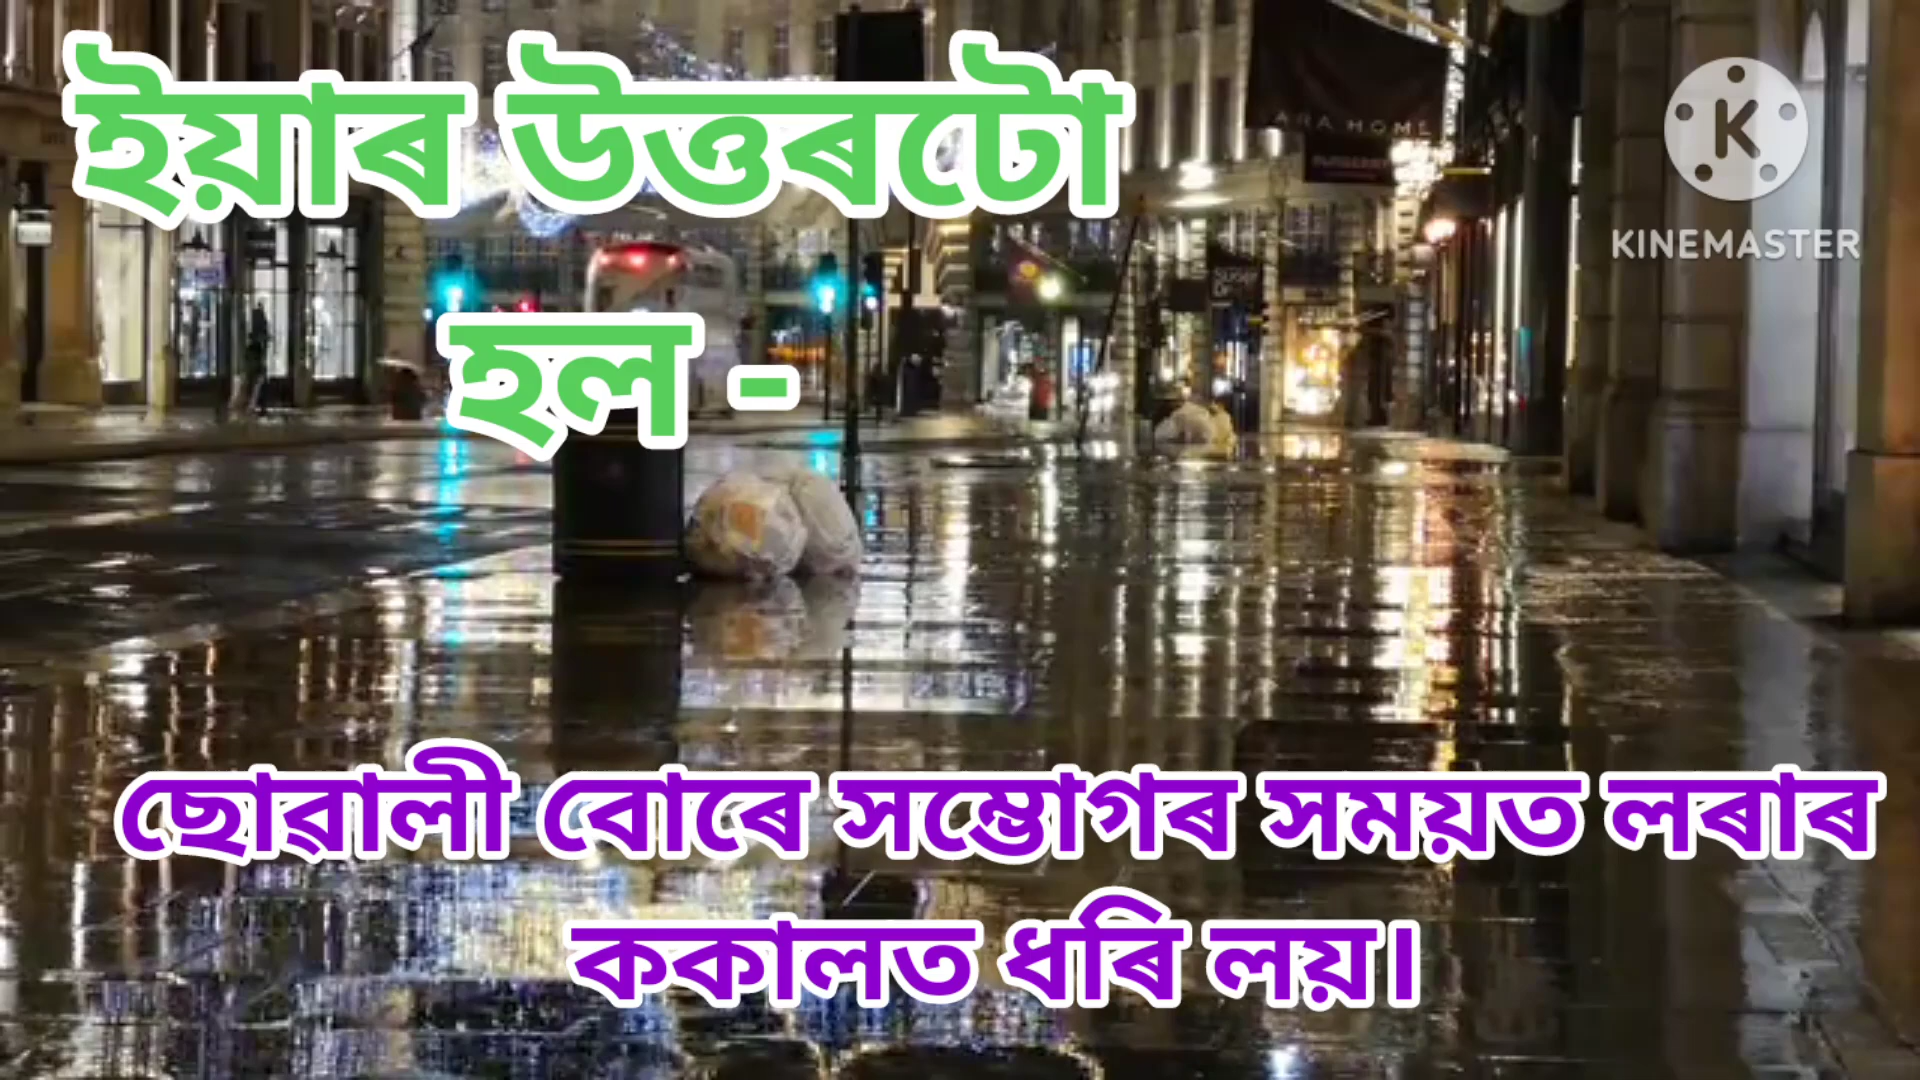 ইয়াৰ উত্তৰটো
হল -
K
KINEMASTER
ছোৱালী বোৰে সম্ভোগৰ সময়ত লৰাৰ
ককালত ধৰি লয়।